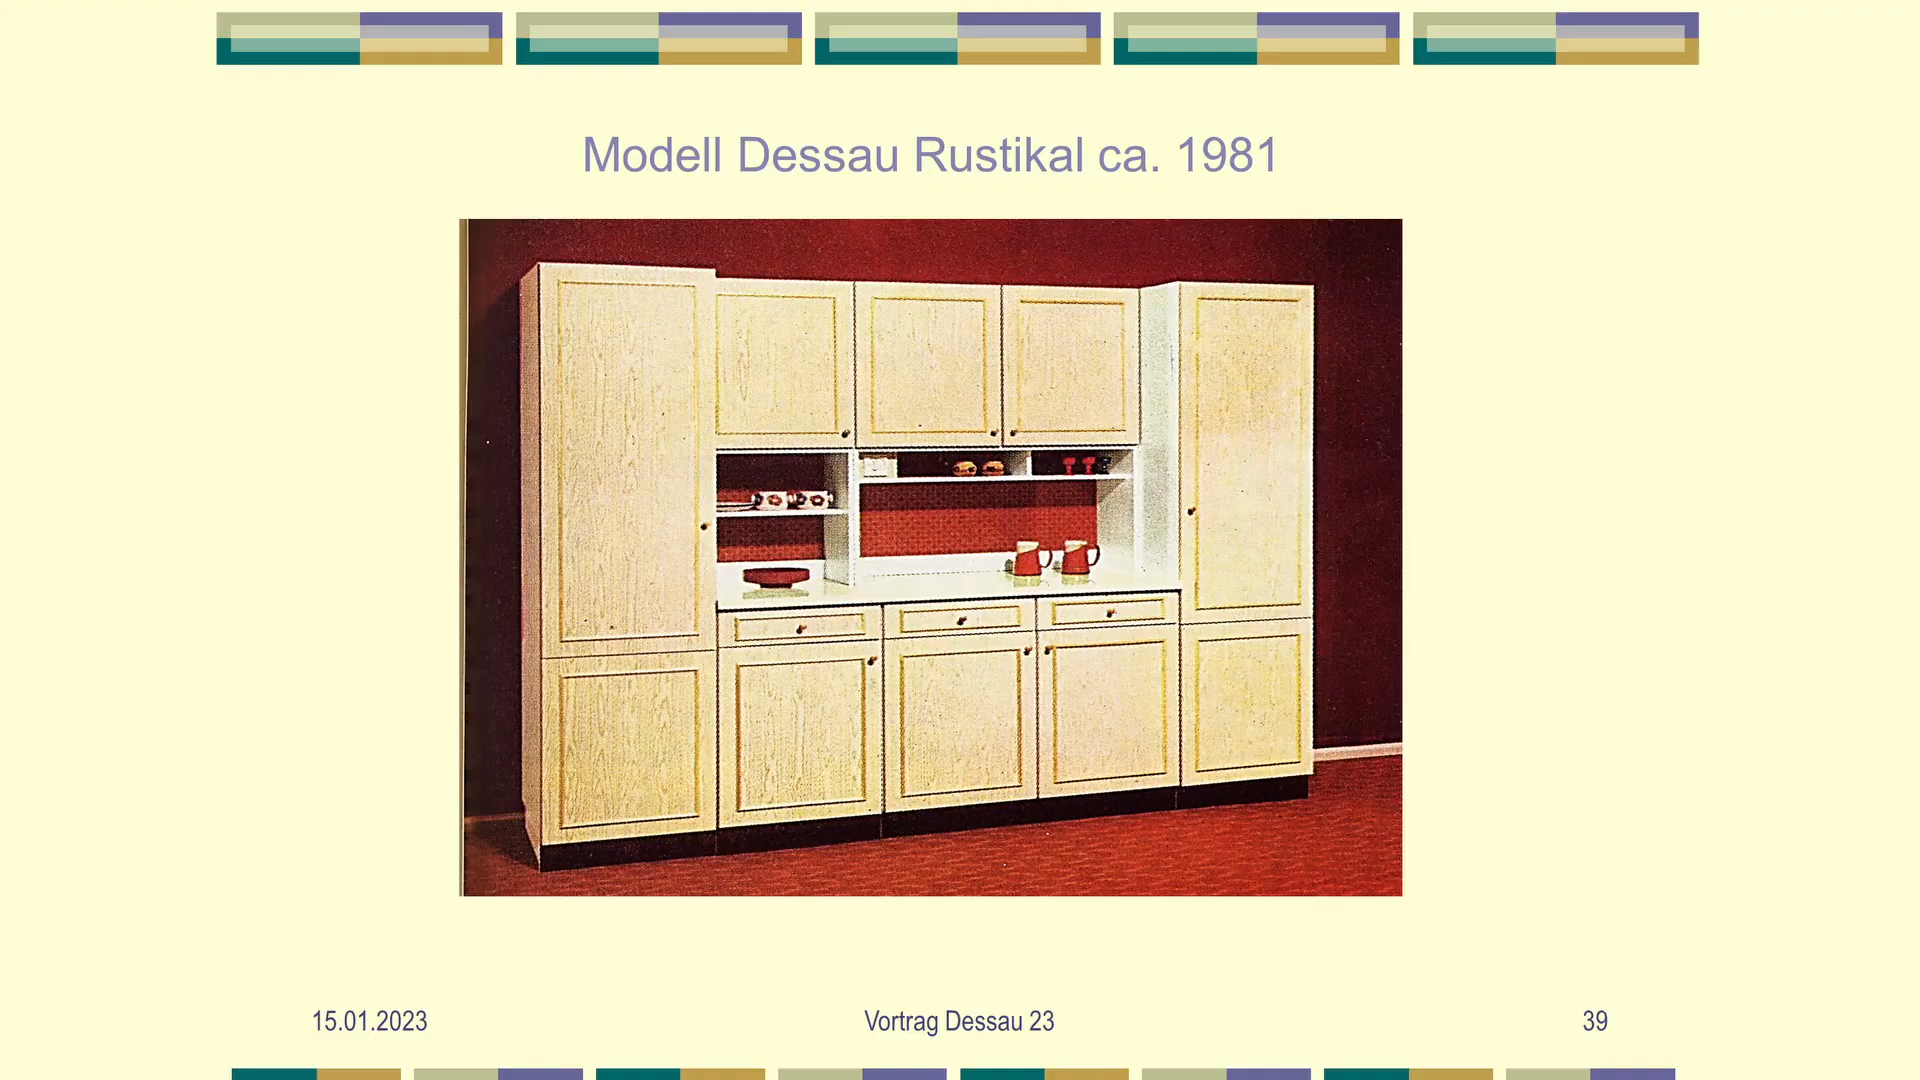 Modell Dessau Rustikal ca. 1981
15.01.2023
Vortrag Dessau 23
39